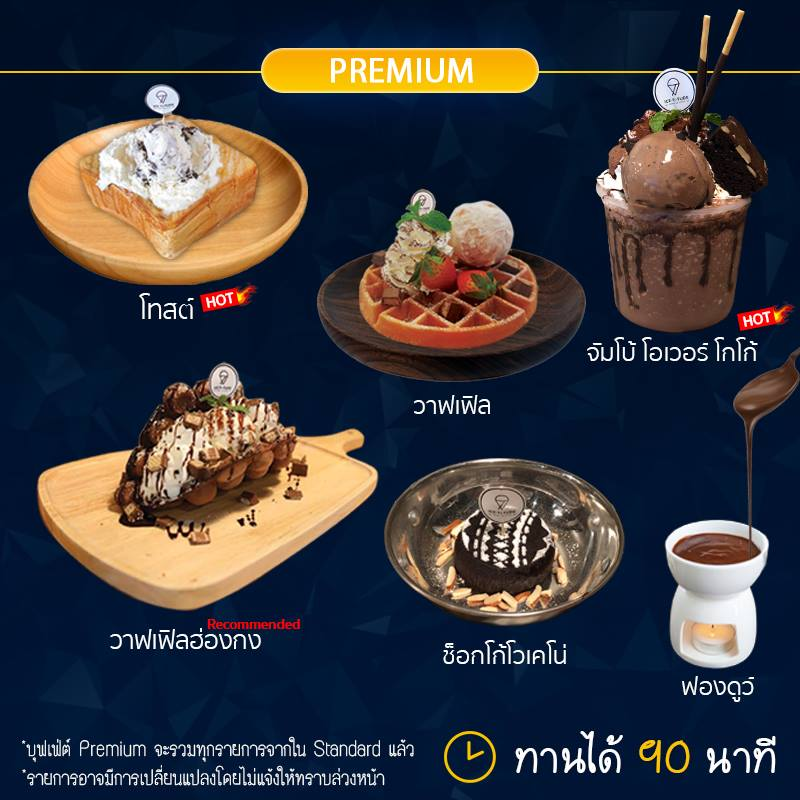 PREMIUM
โทสต์
HOT
วาฟเฟิล
HOT
จัมโบ้ โอเวอร์ โกโก้
Recommended
วาฟเฟิลฮ่องกง
ช็อกโก้โวเคโน่
ฟองดูว์
*บุฟเฟ่ต์ Premium จะรวมทุกรายการจากใน Standard แล้ว
*รายการอาจมีการเปลี่ยนแปลงโดยไม่แจ้งให้ทราบล่วงหน้า
ทานได้ 90 นาที